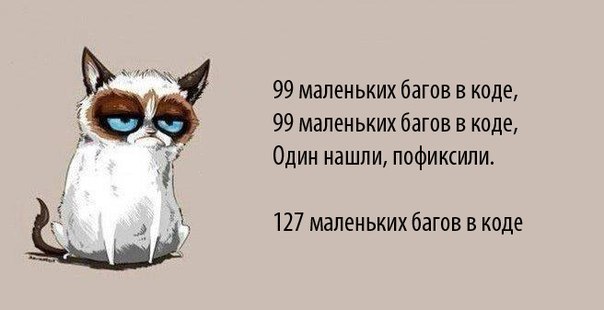 99 маленьких багов в коде,
99 маленьких багов в коде,
Один нашли, пофиксили.
127 маленьких багов в коде